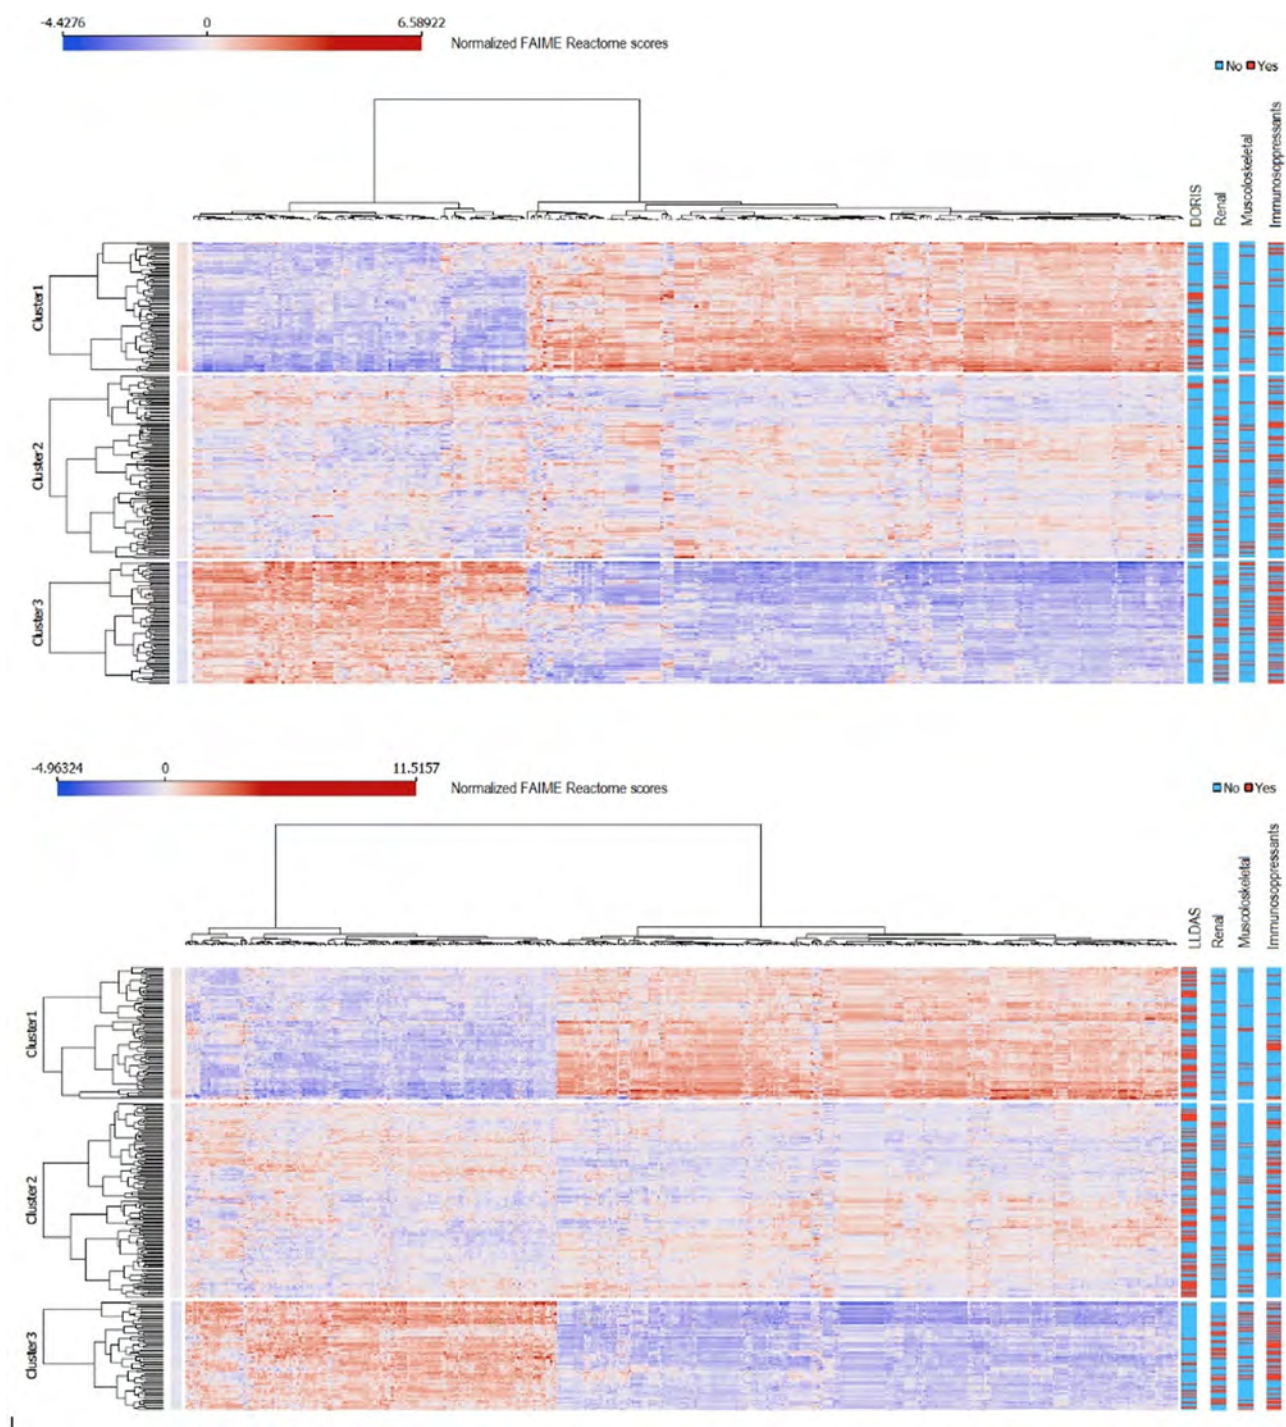 -4.4276 0 6.58922
Normalized FAIME Reactome scores
No Yes
DORIS
Renal
Muscoloskeletal
Immunosoppressants
Cluster1
Cluster2
Cluster3
-4.96324 0 11.5157
Normalized FAIME Reactome scores
No Yes
LLDAS
Renal
Muscoloskeletal
Immunosoppressants
Cluster1
Cluster2
Cluster3